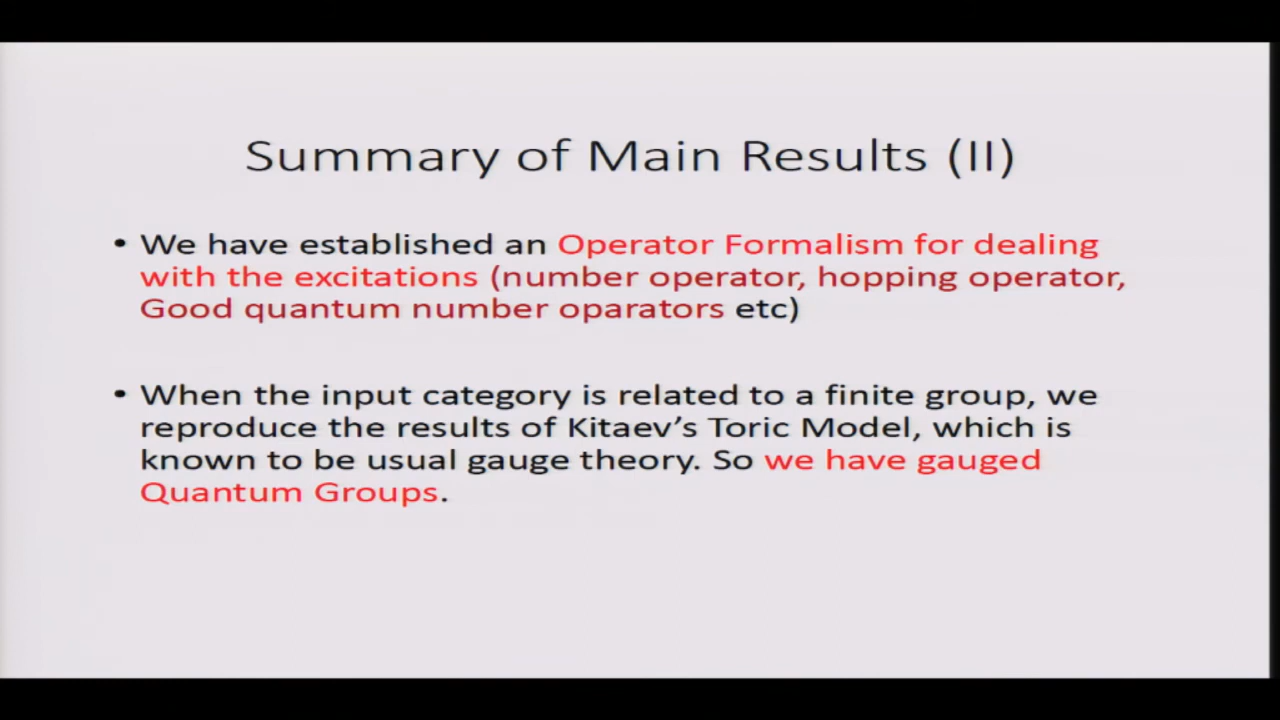 Summary of Main Results (II)
• We have established an Operator Formalism for dealing
with the excitations (number operator, hopping operator,
Good quantum number oparators etc)
• When the input category is related to a finite group, we
reproduce the results of Kitaev's Toric Model, which is
known to be usual gauge theory. So we have gauged
Quantum Groups.